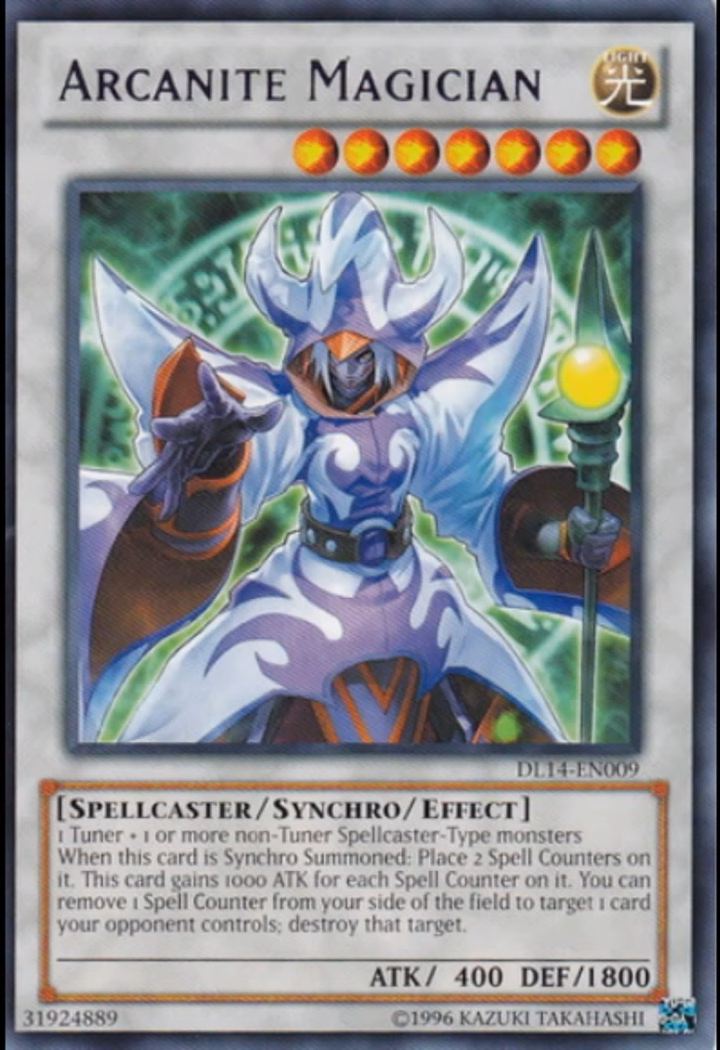 ARCANITE MAGICIAN
LIGHT
光
DL14-EN009
[SPELLCASTER/SYNCHRO/EFFECT]
1 Tuner + 1 or more non-Tuner Spellcaster-Type monsters
When this card is Synchro Summoned: Place 2 Spell Counters on
it. This card gains 1000 ATK for each Spell Counter on it. You can
remove 1 Spell Counter from your side of the field to target 1 card
your opponent controls; destroy that target.
ATK/ 400 DEF/1800
31924889
©1996 KAZUKI TAKAHASHI